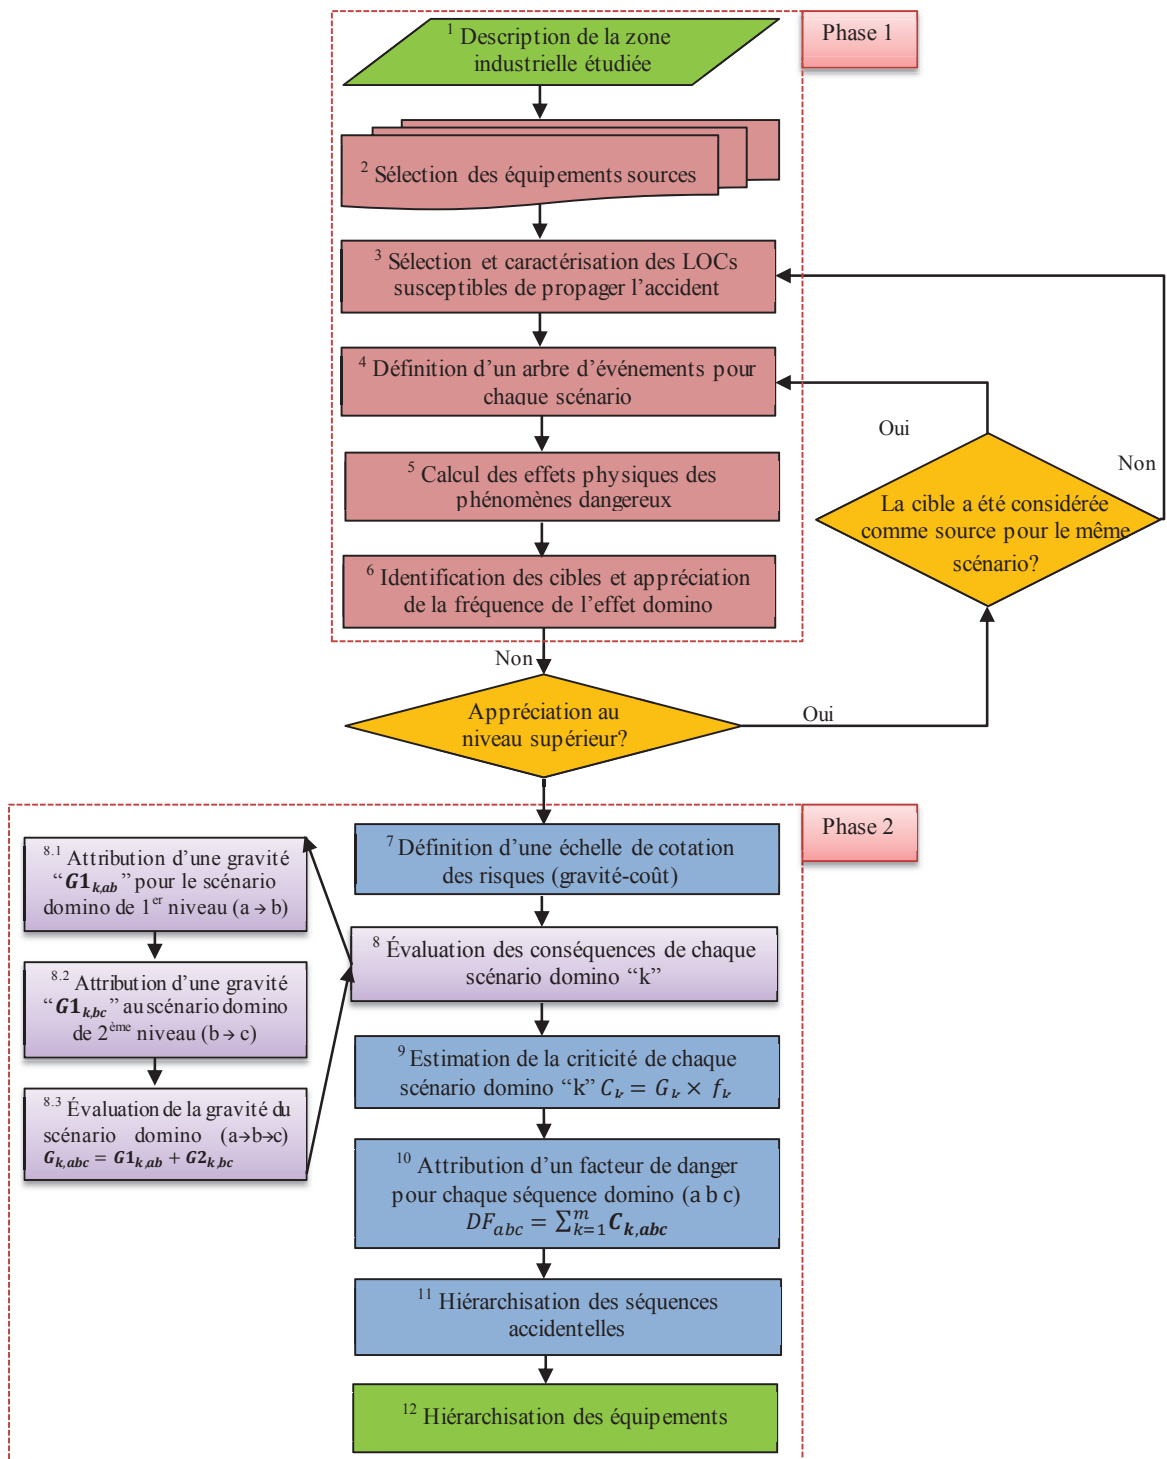 Phase 1
1 Description de la zone
industrielle étudiée
2 Sélection des équipements sources
3 Sélection et caractérisation des LOCs
susceptibles de propager l'accident
4 Définition d'un arbre d'événements pour
chaque scénario
5 Calcul des effets physiques des
phénomènes dangereux
6 Identification des cibles et appréciation
de la fréquence de l'effet domino
Oui
Non
La cible a été considérée
comme source pour le même
scénario?
Non
Appréciation au
niveau supérieur?
Oui
Phase 2
7 Définition d'une échelle de cotation
des risques (gravité-coût)
8 Évaluation des conséquences de chaque
scénario domino "k"
8.1 Attribution d'une gravité
"G1k,ab" pour le scénario
domino de 1er niveau (a → b)
8.2 Attribution d'une gravité
"G1k,bc" au scénario domino
de 2ème niveau (b → c)
8.3 Évaluation de la gravité du
scénario domino (a→b→c)
Gk,abc = G1k,ab + G2k,bc
9 Estimation de la criticité de chaque
scénario domino "k" Ck = Gk × fk
10 Attribution d'un facteur de danger
pour chaque séquence domino (a b c)
DFabc = ∑k=1m Ck,abc
11 Hiérarchisation des séquences
accidentelles
12 Hiérarchisation des équipements